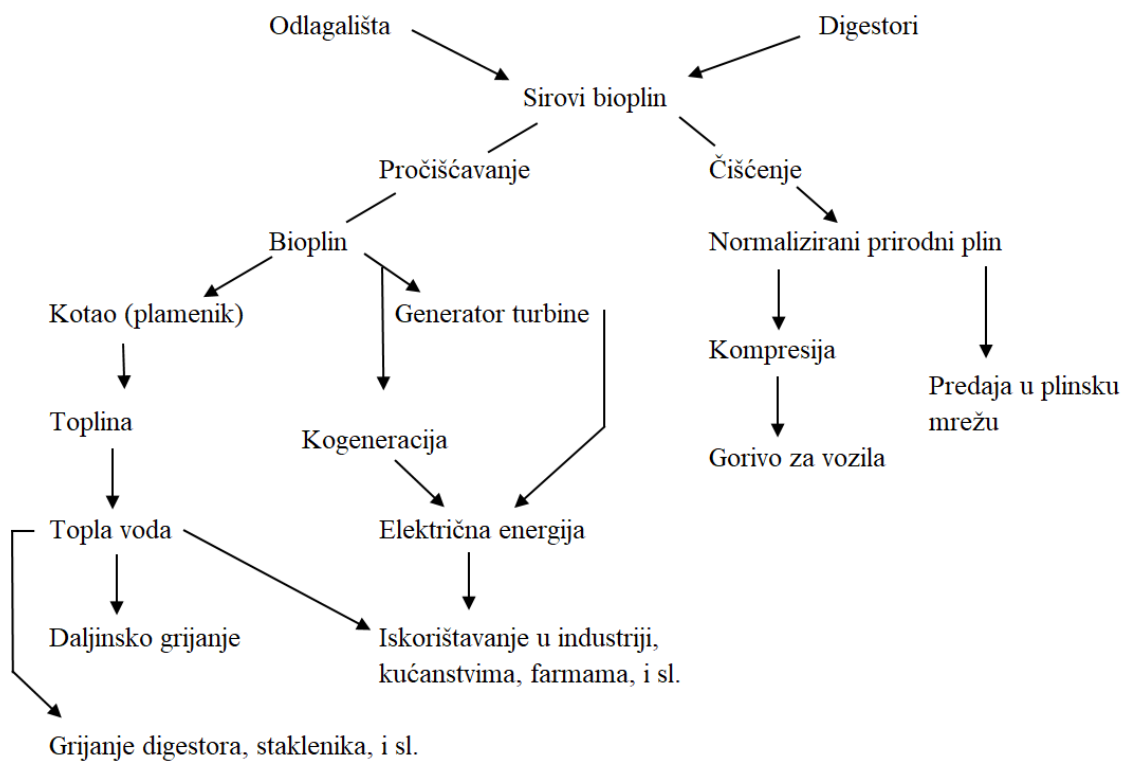 Odlagališta
Digestori
Sirovi bioplin
Pročišćavanje
Čišćenje
Bioplin
Normalizirani prirodni plin
Kotao (plamenik)
Generator turbine
Kompresija
Predaja u plinsku
mrežu
Toplina
Kogeneracija
Gorivo za vozila
Topla voda
Električna energija
Daljinsko grijanje
Iskorištavanje u industriji,
kućanstvima, farmama, i sl.
Grijanje digestora, staklenika, i sl.